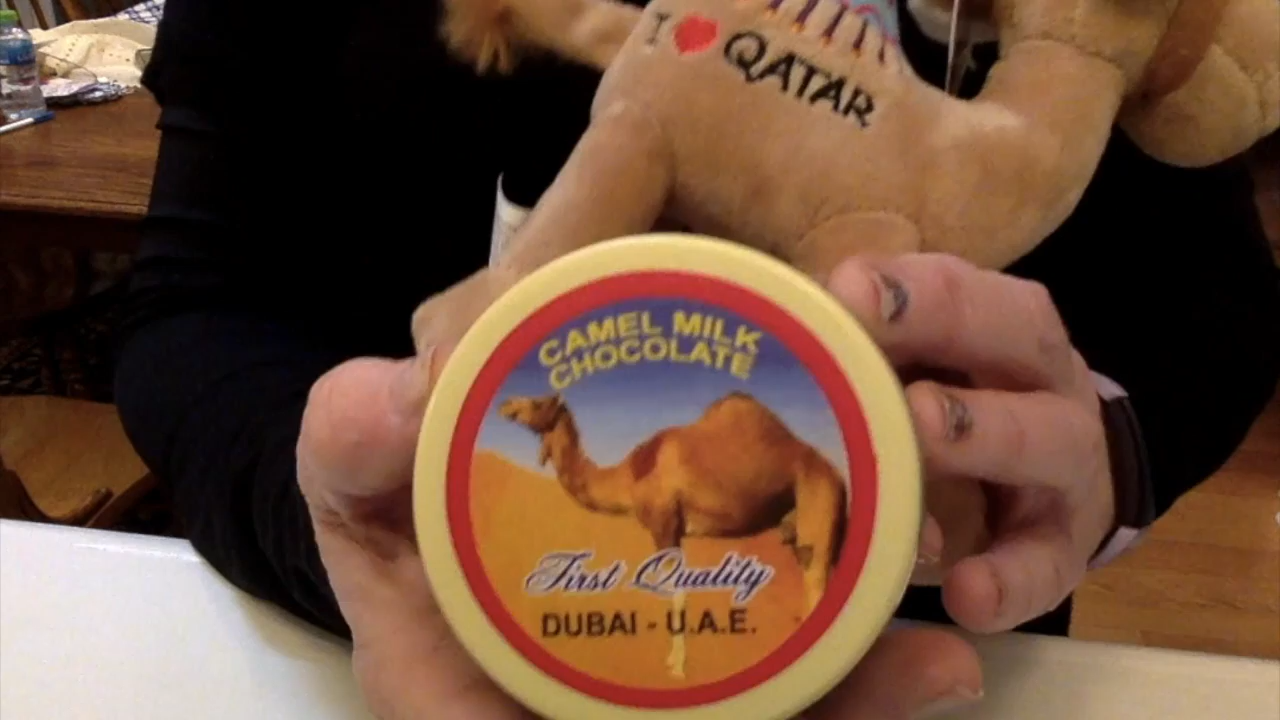 I ❤ QATAR
CAMEL MILK
CHOCOLATE
First Quality
DUBAI - U.A.E.